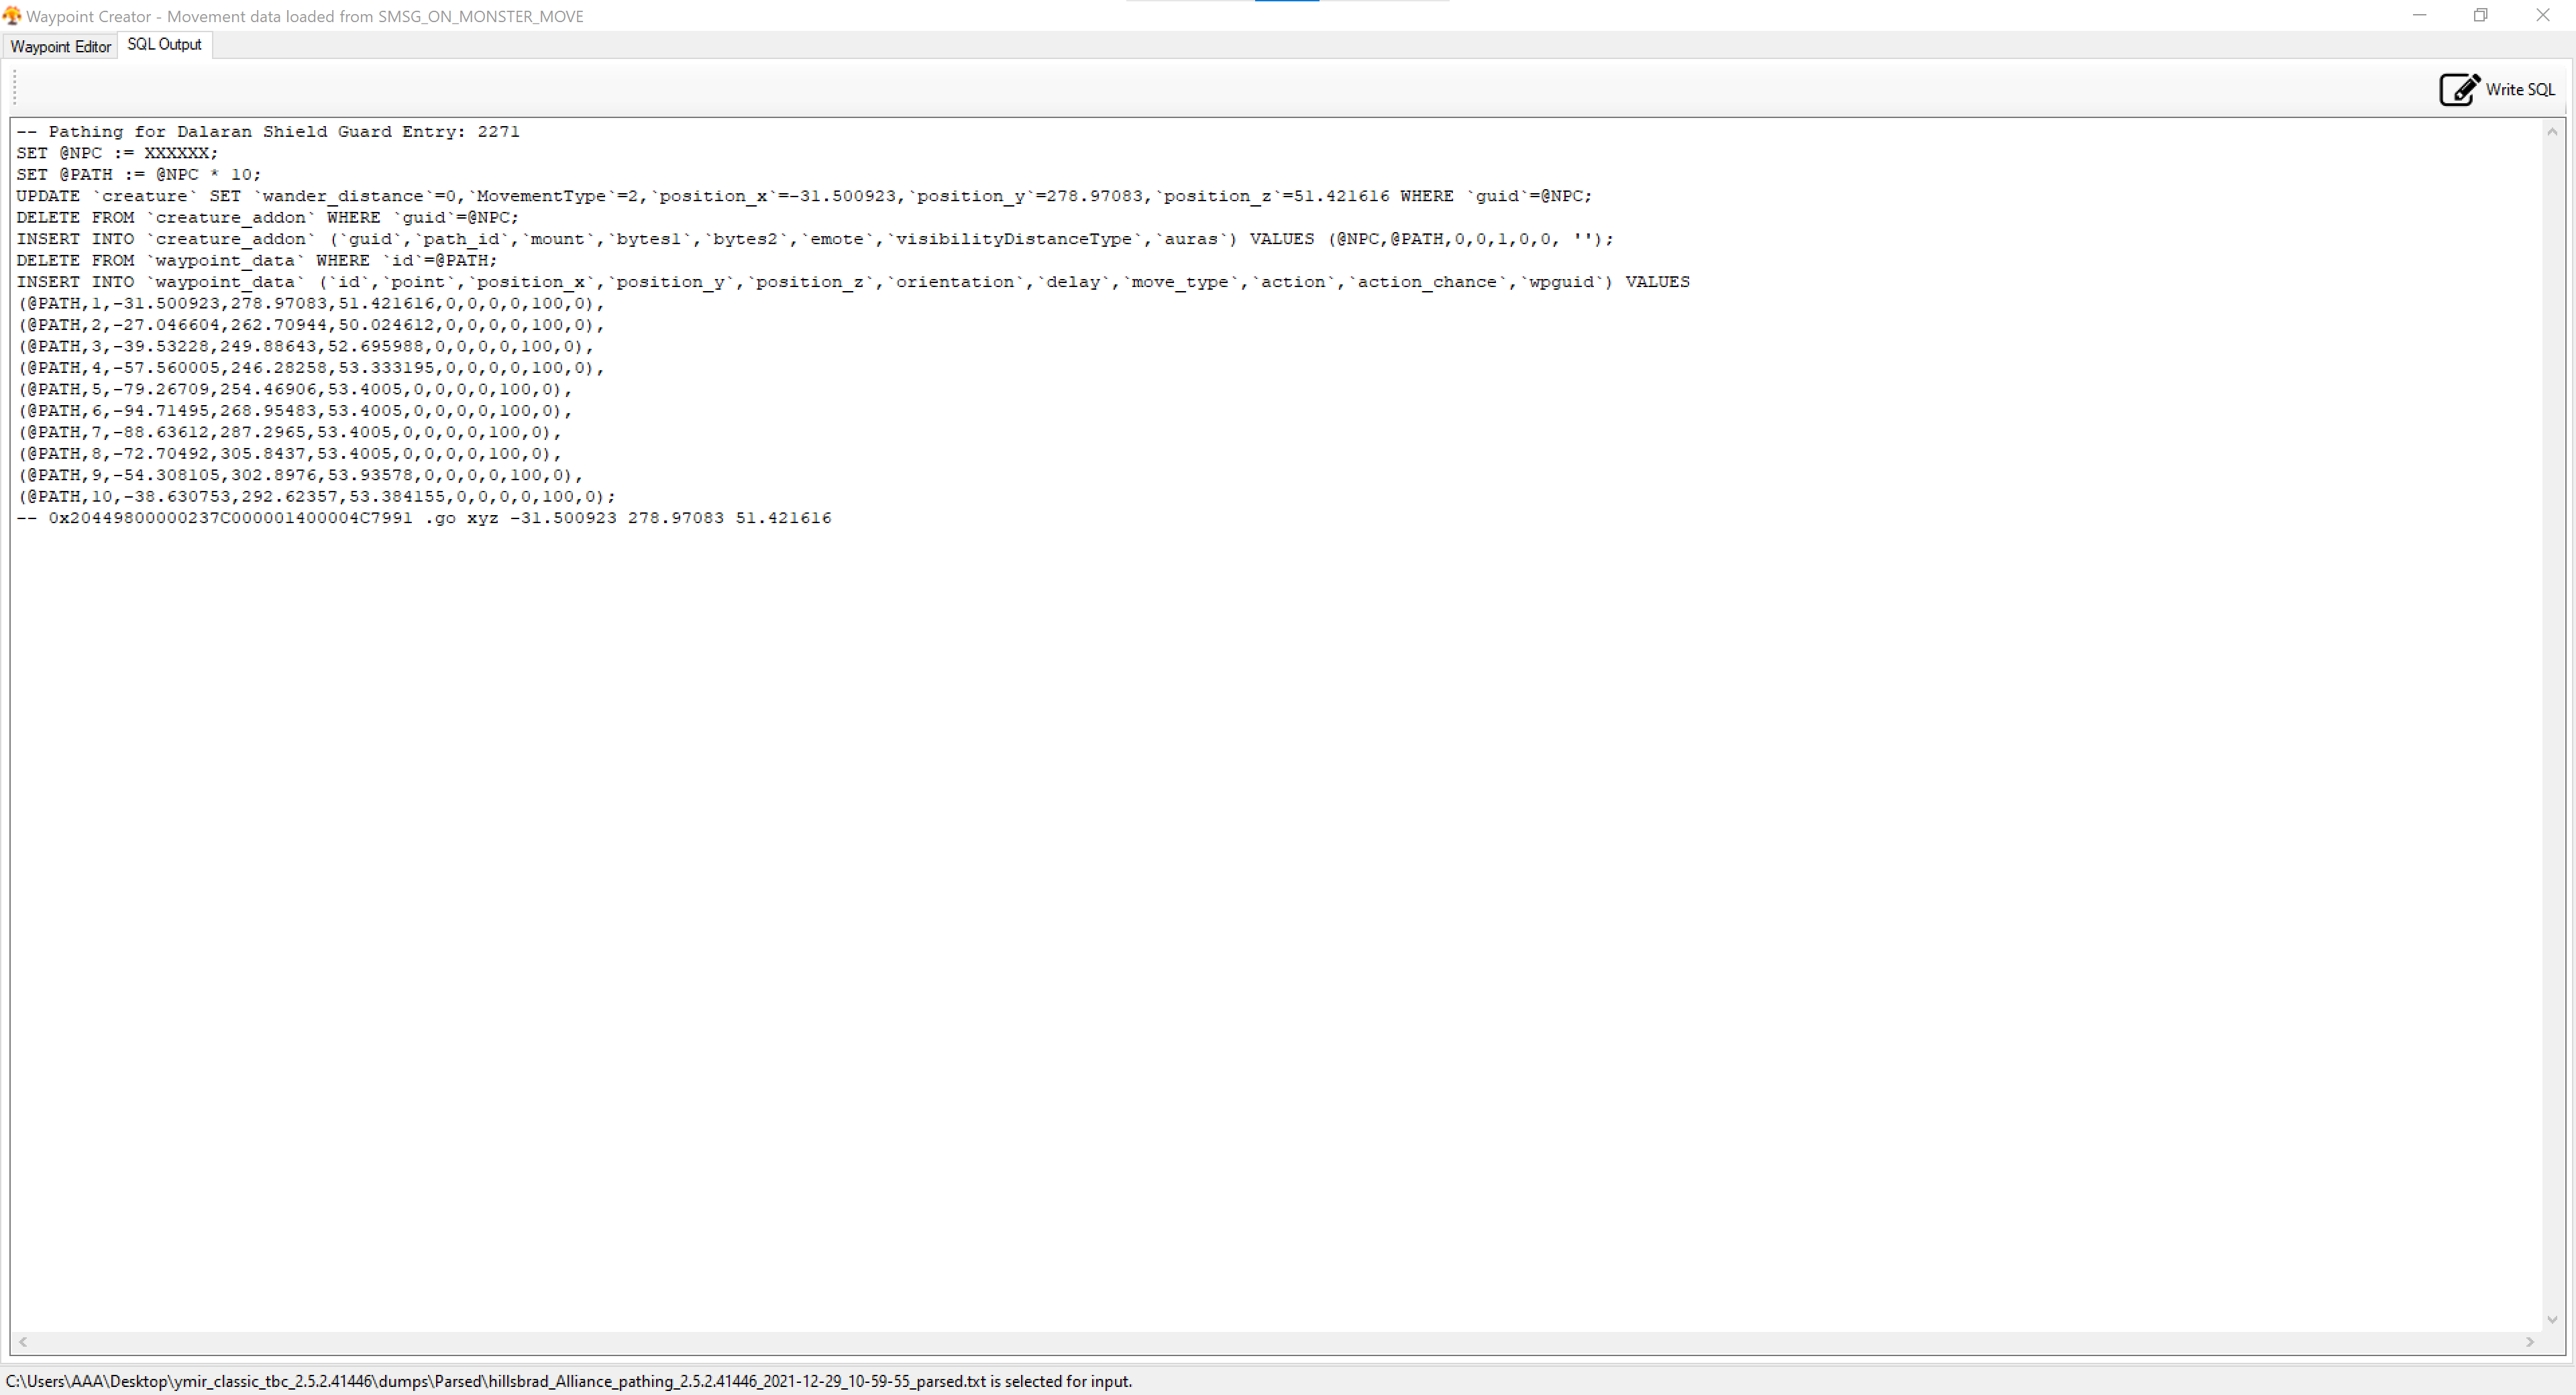 Waypoint Creator - Movement data loaded from SMSG_ON_MONSTER_MOVE
Waypoint Editor
SQL Output
Write SQL
-- Pathing for Dalaran Shield Guard Entry: 2271
SET @NPC := XXXXXX;
SET @PATH := @NPC * 10;
UPDATE `creature` SET `wander_distance`=0,`MovementType`=2,`position_x`=-31.500923,`position_y`=278.97083,`position_z`=51.421616 WHERE `guid`=@NPC;
DELETE FROM `creature_addon` WHERE `guid`=@NPC;
INSERT INTO `creature_addon` (`guid`,`path_id`,`mount`,`bytes1`,`bytes2`,`emote`,`visibilityDistanceType`,`auras`) VALUES (@NPC,@PATH,0,0,1,0,0, '');
DELETE FROM `waypoint_data` WHERE `id`=@PATH;
INSERT INTO `waypoint_data` (`id`,`point`,`position_x`,`position_y`,`position_z`,`orientation`,`delay`,`move_type`,`action`,`action_chance`,`wpguid`) VALUES
(@PATH,1,-31.500923,278.97083,51.421616,0,0,0,0,100,0),
(@PATH,2,-27.046604,262.70944,50.024612,0,0,0,0,100,0),
(@PATH,3,-39.53228,249.88643,52.695988,0,0,0,0,100,0),
(@PATH,4,-57.560005,246.28258,53.333195,0,0,0,0,100,0),
(@PATH,5,-79.26709,254.46906,53.4005,0,0,0,0,100,0),
(@PATH,6,-94.71495,268.95483,53.4005,0,0,0,0,100,0),
(@PATH,7,-88.63612,287.2965,53.4005,0,0,0,0,100,0),
(@PATH,8,-72.70492,305.8437,53.4005,0,0,0,0,100,0),
(@PATH,9,-54.308105,302.8976,53.93578,0,0,0,0,100,0),
(@PATH,10,-38.630753,292.62357,53.384155,0,0,0,0,100,0);
-- 0x20449800000237C000001400004C7991 .go xyz -31.500923 278.97083 51.421616
C:\Users\AAA\Desktop\ymir_classic_tbc_2.5.2.41446\dumps\Parsed\hillsbrad_Alliance_pathing_2.5.2.41446_2021-12-29_10-59-55_parsed.txt is selected for input.